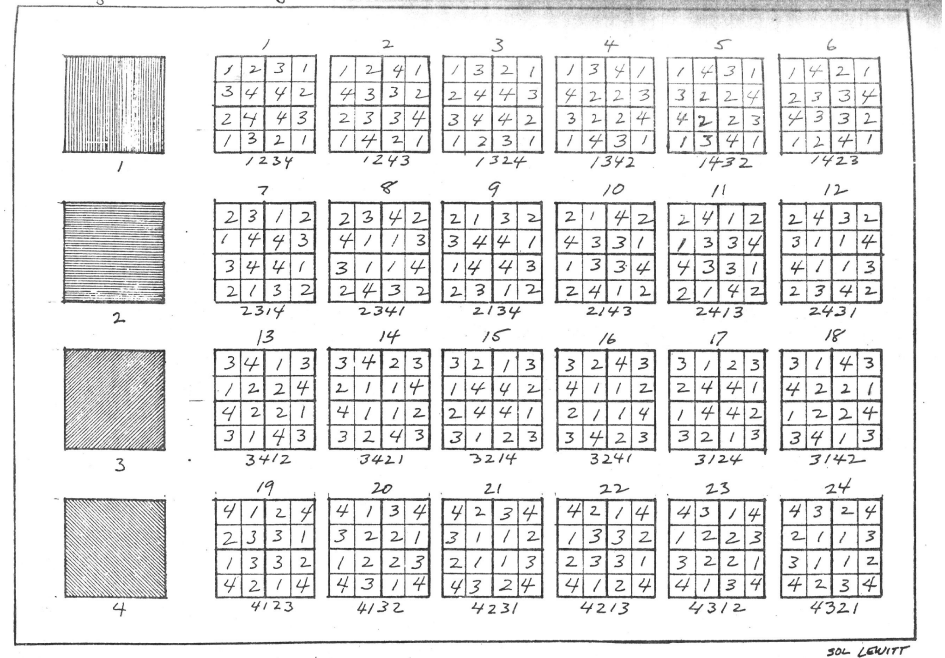 1 2 3 4 5 6
1 2 3 1 1 2 4 1 1 3 2 1 1 3 4 1 1 4 3 1 1 4 2 1
3 4 4 2 4 3 3 2 2 4 4 3 4 2 2 3 3 2 2 4 2 3 3 4
2 4 4 3 2 3 3 4 3 4 4 2 3 2 2 4 4 2 2 3 4 3 3 2
1 3 2 1 1 4 2 1 1 2 3 1 1 4 3 1 1 3 4 1 1 2 4 1
1 1234 1243 1324 1342 1432 1423
7 8 9 10 11 12
2 3 1 2 2 3 4 2 2 1 3 2 2 1 4 2 2 4 1 2 2 4 3 2
1 4 4 3 4 1 1 3 3 4 4 1 4 3 3 1 1 3 3 4 3 1 1 4
3 4 4 1 3 1 1 4 1 4 4 3 1 3 3 4 4 3 3 1 4 1 1 3
2 1 3 2 2 4 3 2 2 3 1 2 2 4 1 2 2 1 4 2 2 3 4 2
2 2314 2341 2134 2143 2413 2431
13 14 15 16 17 18
3 4 1 3 3 4 2 3 3 2 1 3 3 2 4 3 3 1 2 3 3 1 4 3
1 2 2 4 2 1 1 4 1 4 4 2 4 1 1 2 2 4 4 1 4 2 2 1
4 2 2 1 4 1 1 2 2 4 4 1 2 1 1 4 1 4 4 2 1 2 2 4
3 1 4 3 3 2 4 3 3 1 2 3 3 4 2 3 3 2 1 3 3 4 1 3
3 3412 3421 3214 3241 3124 3142
19 20 21 22 23 24
4 1 2 4 4 1 3 4 4 2 3 4 4 2 1 4 4 3 1 4 4 3 2 4
2 3 3 1 3 2 2 1 3 1 1 2 1 3 3 2 1 2 2 3 2 1 1 3
1 3 3 2 1 2 2 3 2 1 1 3 2 3 3 1 3 2 2 1 3 1 1 2
4 2 1 4 4 3 1 4 4 3 2 4 4 1 2 4 4 1 3 4 4 2 3 4
4 4123 4132 4231 4213 4312 4321
SOL LEWITT